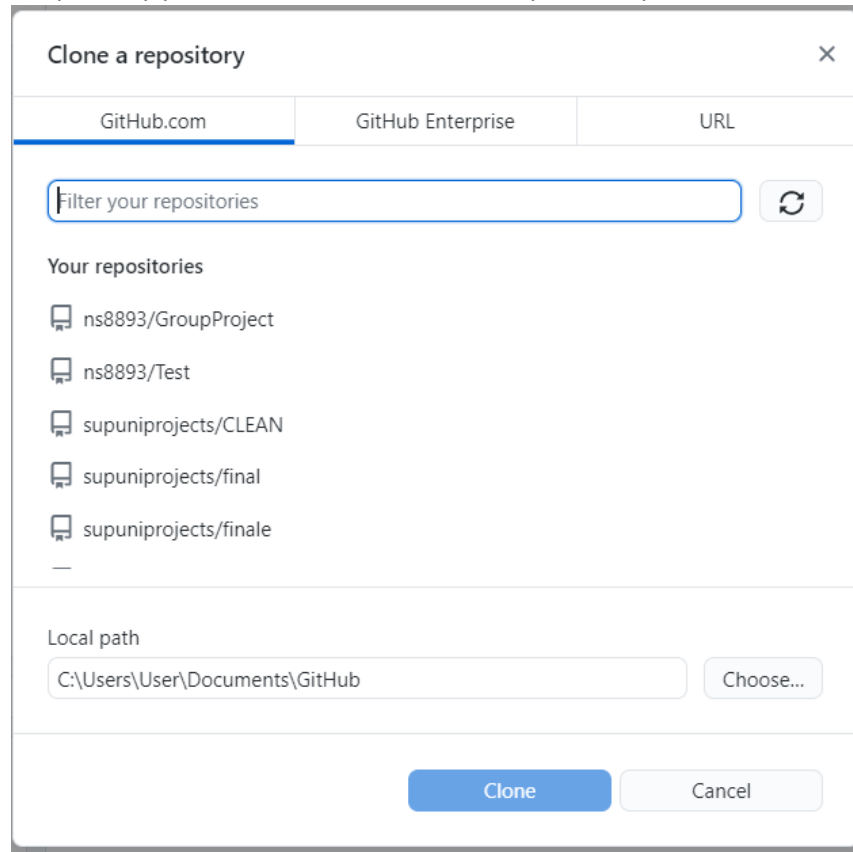 Clone a repository
GitHub.com GitHub Enterprise URL
Filter your repositories
Your repositories
ns8893/GroupProject
ns8893/Test
supuniprojects/CLEAN
supuniprojects/final
supuniprojects/finale
Local path
C:\Users\User\Documents\GitHub Choose...
Clone Cancel